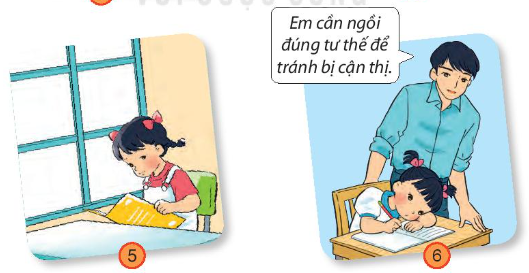 Em cần ngồi
đúng tư thế để
tránh bị cận thị.
5
6